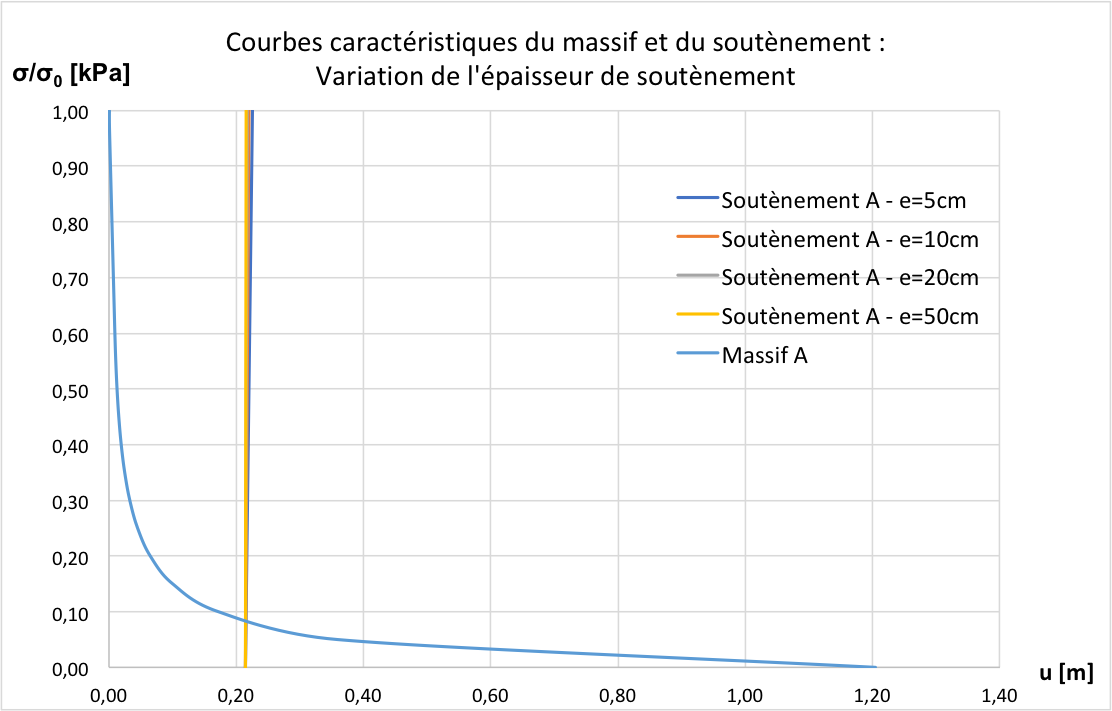 Courbes caractéristiques du massif et du soutènement :
Variation de l'épaisseur de soutènement
σ/σ₀ [kPa]
1,00
0,90
0,80
0,70
0,60
0,50
0,40
0,30
0,20
0,10
0,00
Soutènement A - e=5cm
Soutènement A - e=10cm
Soutènement A - e=20cm
Soutènement A - e=50cm
Massif A
u [m]
0,00 0,20 0,40 0,60 0,80 1,00 1,20 1,40